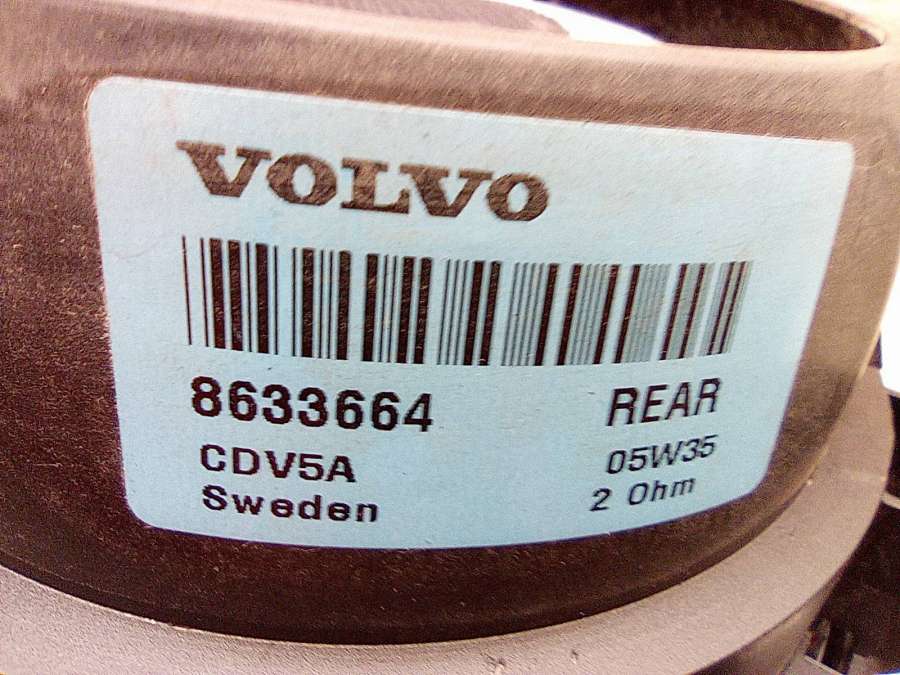 VOLVO
8633664 REAR
CDV5A 05W35
Sweden 2 Ohm